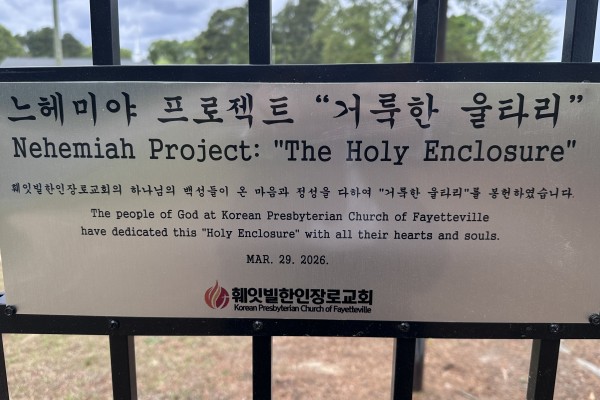 느헤미야 프로젝트 “거룩한 울타리”
Nehemiah Project: "The Holy Enclosure"
훼잇빌한인장로교회의 하나님의 백성들이 온 마음과 정성을 다하여 "거룩한 울타리"를 봉헌하였습니다.
The people of God at Korean Presbyterian Church of Fayetteville
have dedicated this "Holy Enclosure" with all their hearts and souls.
MAR. 29. 2026.
훼잇빌한인장로교회
Korean Presbyterian Church of Fayetteville